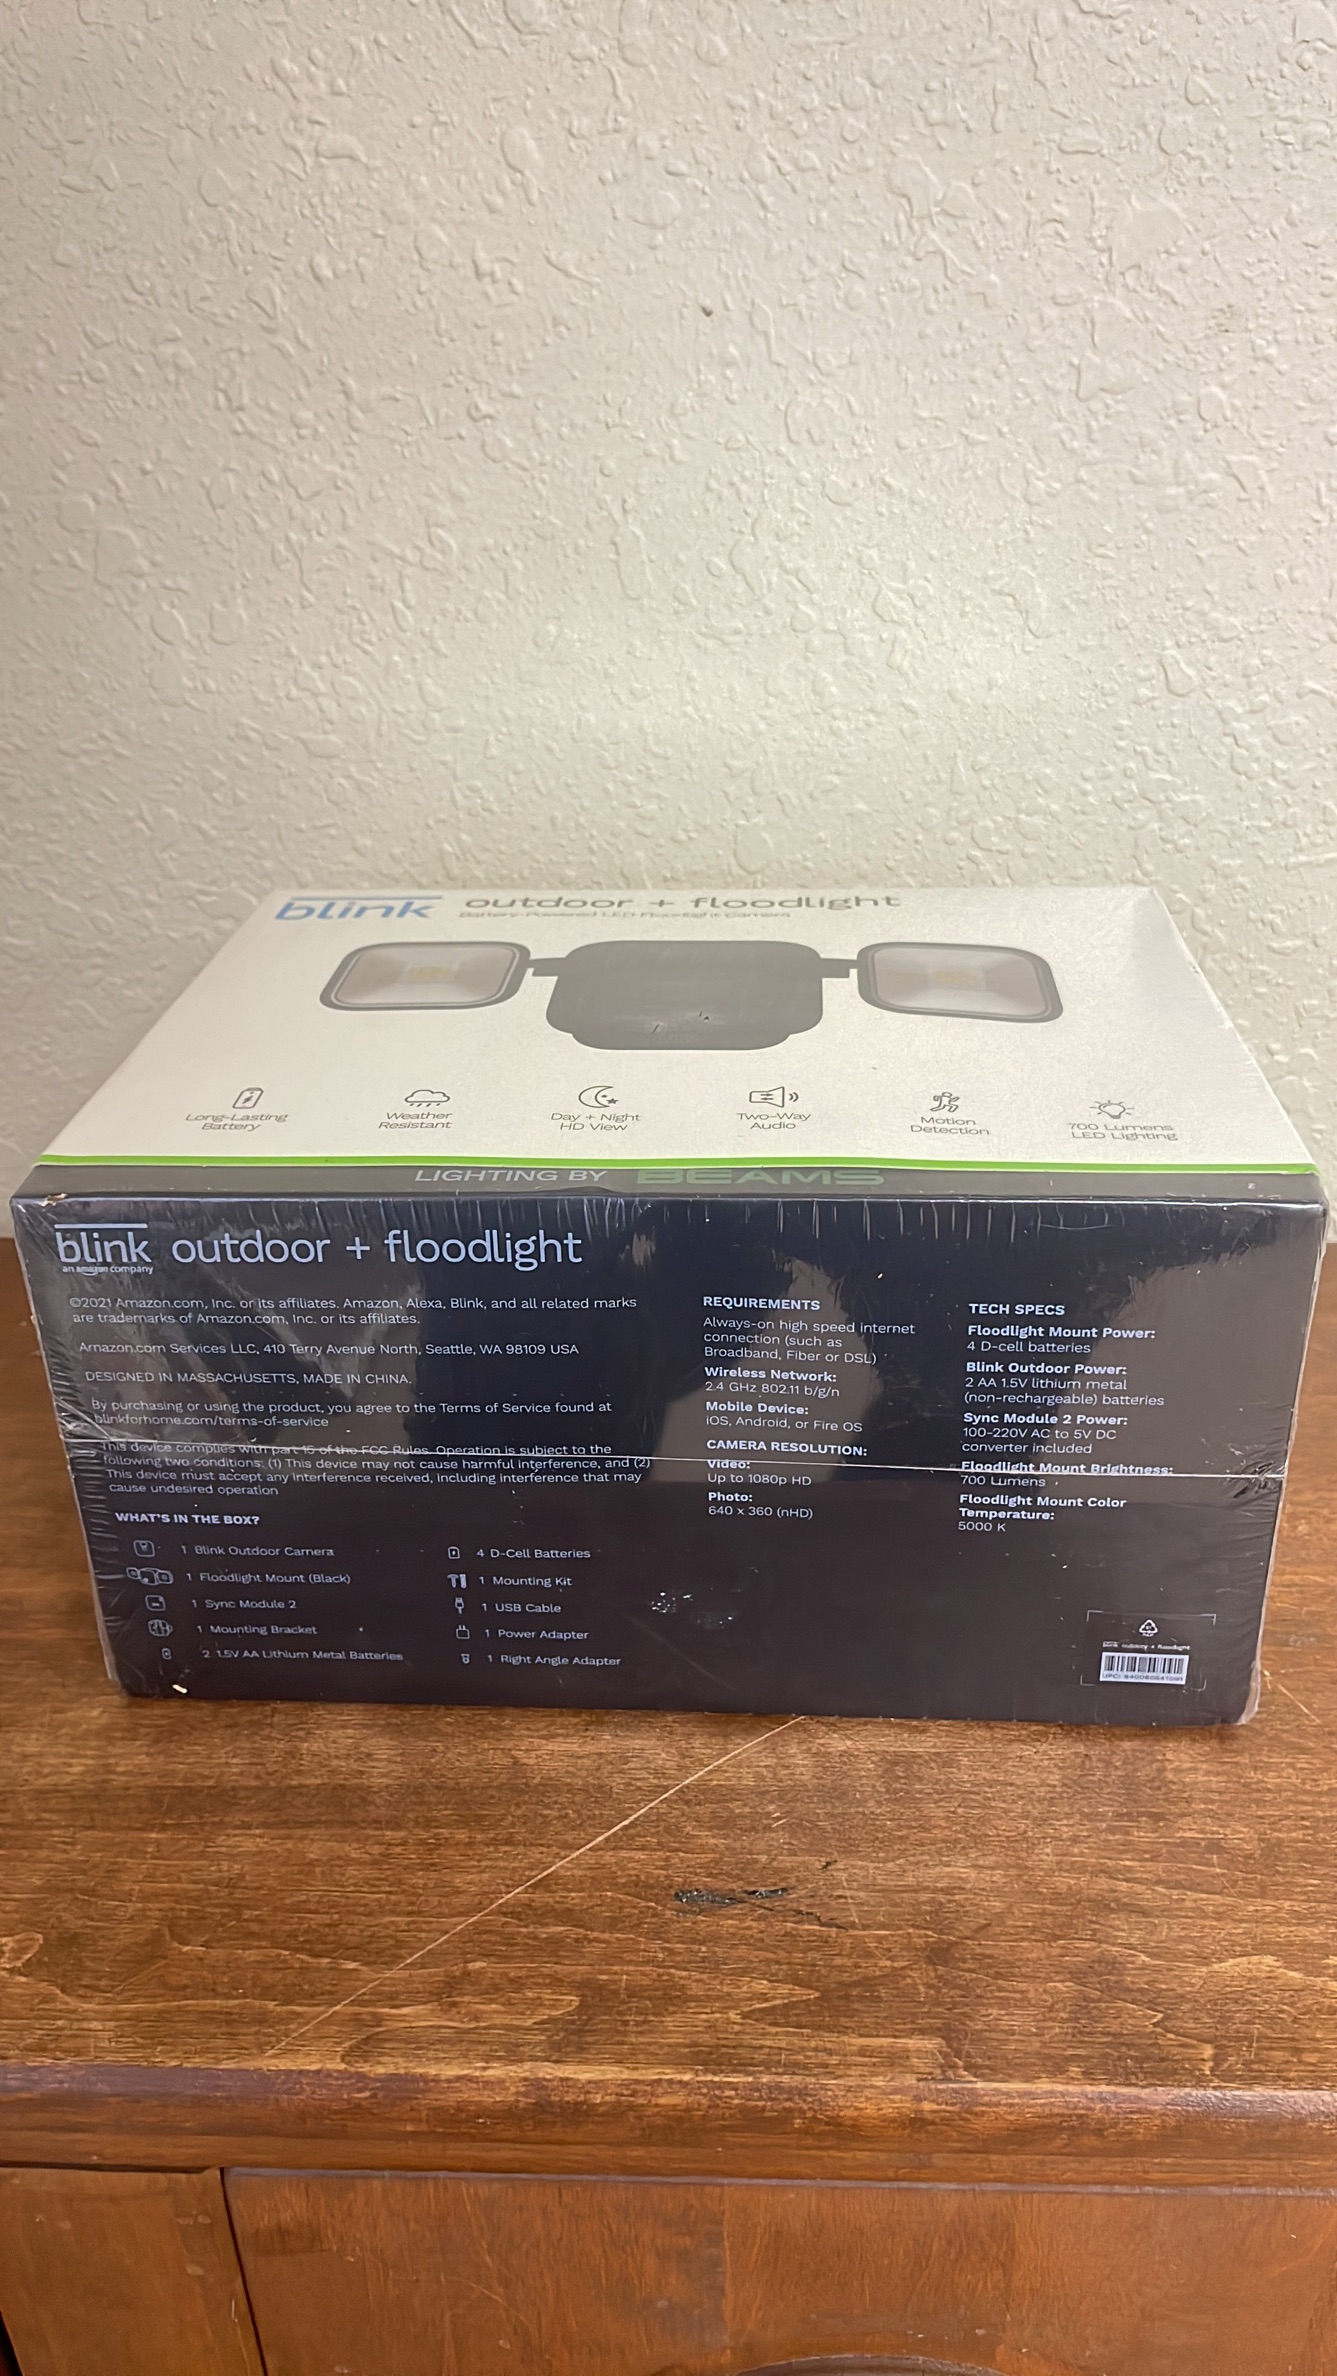 blink outdoor + floodlight
Battery-Powered LED Floodlight Camera
Long-Lasting
Battery
Weather
Resistant
Day + Night
HD View
Two-Way
Audio
Motion
Detection
700 Lumens
LED Lighting
LIGHTING BY BEAMS
blink outdoor + floodlight
an amazon company
©2021 Amazon.com, Inc. or its affiliates. Amazon, Alexa, Blink, and all related marks
are trademarks of Amazon.com, Inc. or its affiliates.
Amazon.com Services LLC, 410 Terry Avenue North, Seattle, WA 98109 USA
DESIGNED IN MASSACHUSETTS, MADE IN CHINA.
By purchasing or using the product, you agree to the Terms of Service found at
blinkforhome.com/terms-of-service
This device complies with part 15 of the FCC Rules. Operation is subject to the
following two conditions: (1) This device may not cause harmful interference, and (2)
This device must accept any interference received, including interference that may
cause undesired operation
WHAT'S IN THE BOX?
1 Blink Outdoor Camera
1 Floodlight Mount (Black)
1 Sync Module 2
1 Mounting Bracket
2 1.5V AA Lithium Metal Batteries
4 D-Cell Batteries
1 Mounting Kit
1 USB Cable
1 Power Adapter
1 Right Angle Adapter
REQUIREMENTS
Always-on high speed internet
connection (such as
Broadband, Fiber or DSL)
Wireless Network:
2.4 GHz 802.11 b/g/n
Mobile Device:
iOS, Android, or Fire OS
CAMERA RESOLUTION:
Video:
Up to 1080p HD
Photo:
640 x 360 (nHD)
TECH SPECS
Floodlight Mount Power:
4 D-cell batteries
Blink Outdoor Power:
2 AA 1.5V lithium metal
(non-rechargeable) batteries
Sync Module 2 Power:
100-220V AC to 5V DC
converter included
Floodlight Mount Brightness:
700 Lumens
Floodlight Mount Color
Temperature:
5000 K
blink outdoor + floodlight
UPC: